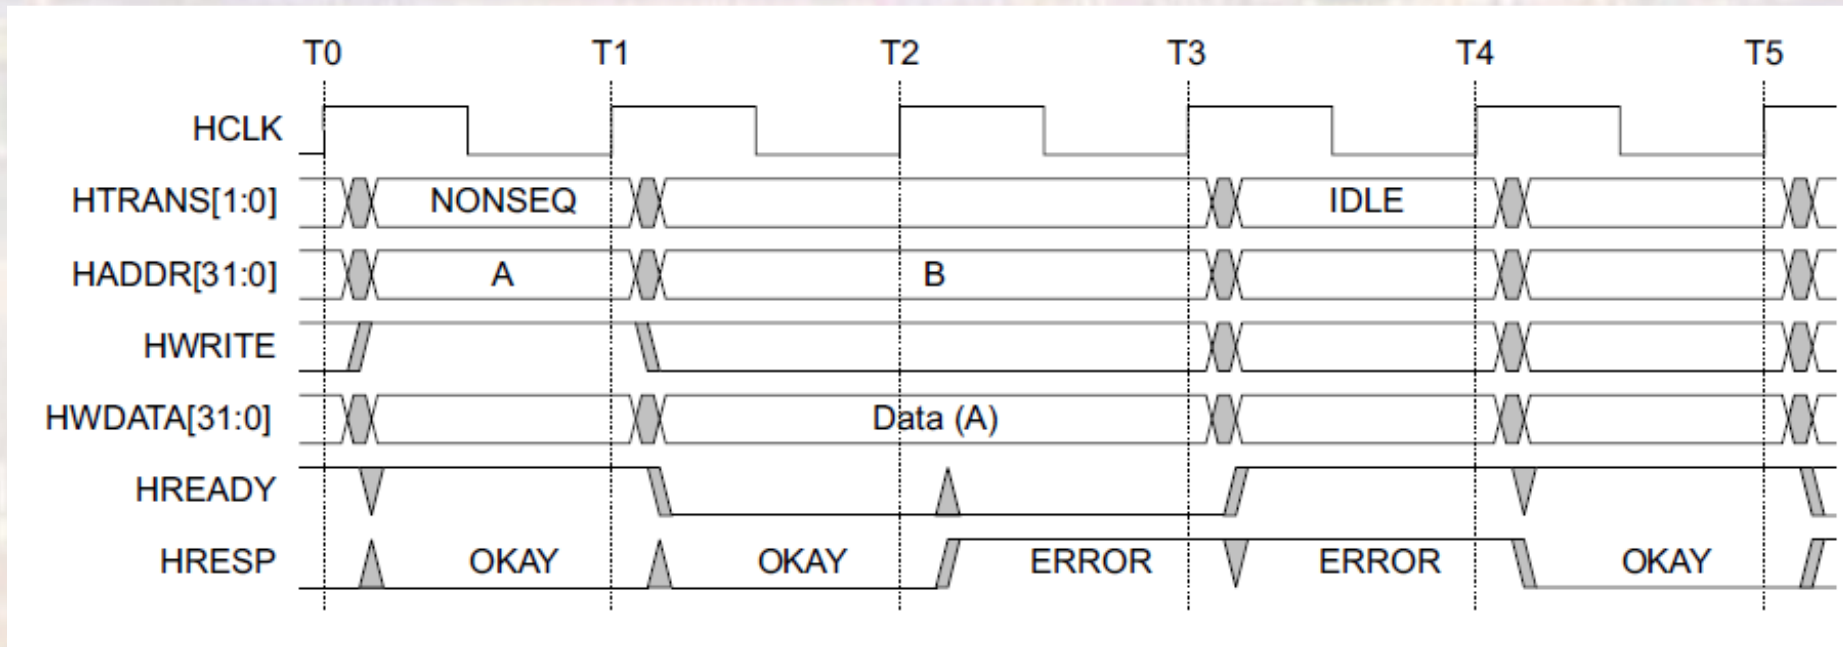 T0 T1 T2 T3 T4 T5
HCLK
HTRANS[1:0] NONSEQ IDLE
HADDR[31:0] A B
HWRITE
HWDATA[31:0] Data (A)
HREADY
HRESP OKAY OKAY ERROR ERROR OKAY